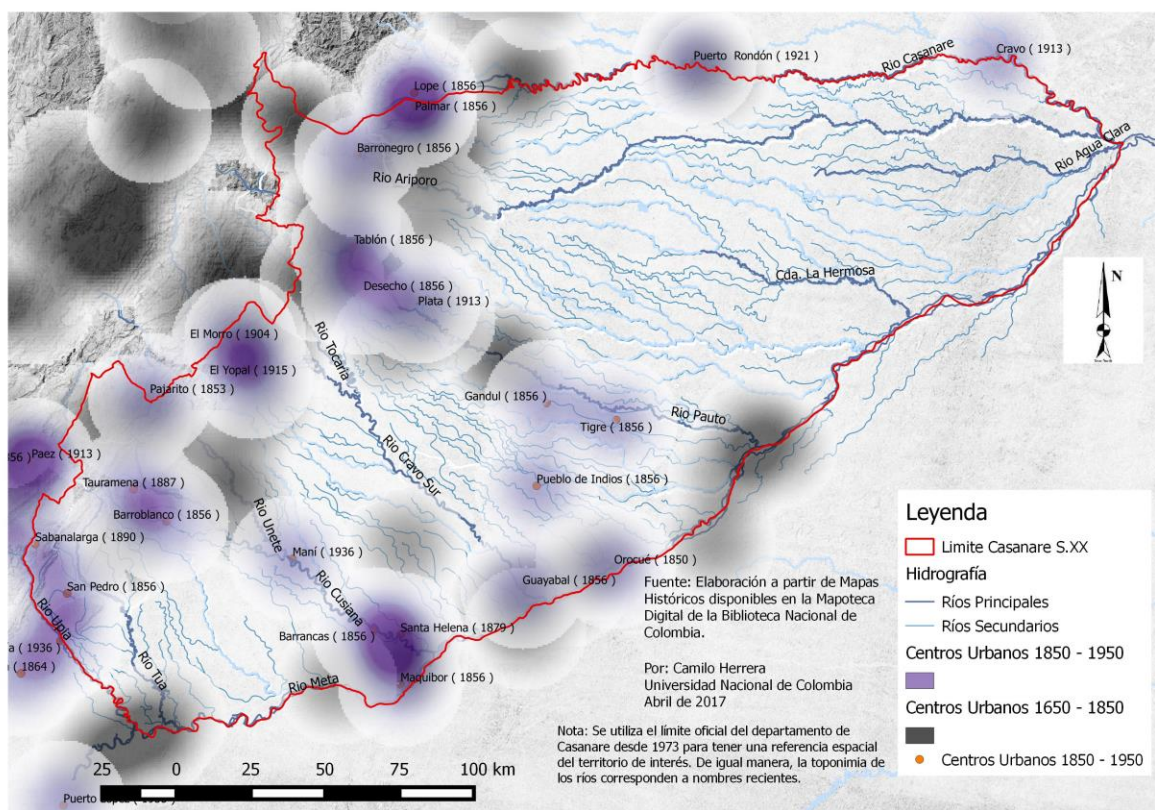 Puerto Rondón (1921 )
Cravo (1913 )
Rio Casanare
Lope (1856 )
Palmar (1856 )
Barronegro (1856 )
Rio Agua Clara
Rio Ariporo
Tablón (1856 )
Cda. La Hermosa
Desecho (1856 )
Plata (1913 )
N
El Morro ( 1904 )
Rio Tocaria
El Yopal ( 1915 )
Pajarito ( 1853 )
Gandul (1856 )
Rio Pauto
Tigre ( 1856 )
856 )
Paez ( 1913 )
Rio Cravo Sur
Pueblo de Indios ( 1856 )
Tauramena ( 1887 )
Barroblanco ( 1856 )
Rio Unete
Sabanalarga ( 1890 )
Maní ( 1936 )
Orocué ( 1850 )
San Pedro ( 1856 )
Guayabal ( 1856 )
Rio Cusiana
Rio Upía
Santa Helena ( 1879 )
Barrancas ( 1856 )
a ( 1936 )
( 1864 )
Rio Tua
Rio Meta
Maquibor ( 1856 )
Fuente: Elaboración a partir de Mapas
Históricos disponibles en la Mapoteca
Digital de la Biblioteca Nacional de
Colombia.
Por: Camilo Herrera
Universidad Nacional de Colombia
Abril de 2017
Nota: Se utiliza el límite oficial del departamento de
Casanare desde 1973 para tener una referencia espacial
del territorio de interés. De igual manera, la toponimia de
los ríos corresponden a nombres recientes.
Leyenda
Limite Casanare S.XX
Hidrografía
Ríos Principales
Ríos Secundarios
Centros Urbanos 1850 - 1950
Centros Urbanos 1650 - 1850
Centros Urbanos 1850 - 1950
25 0 25 50 75 100 km
Puerto